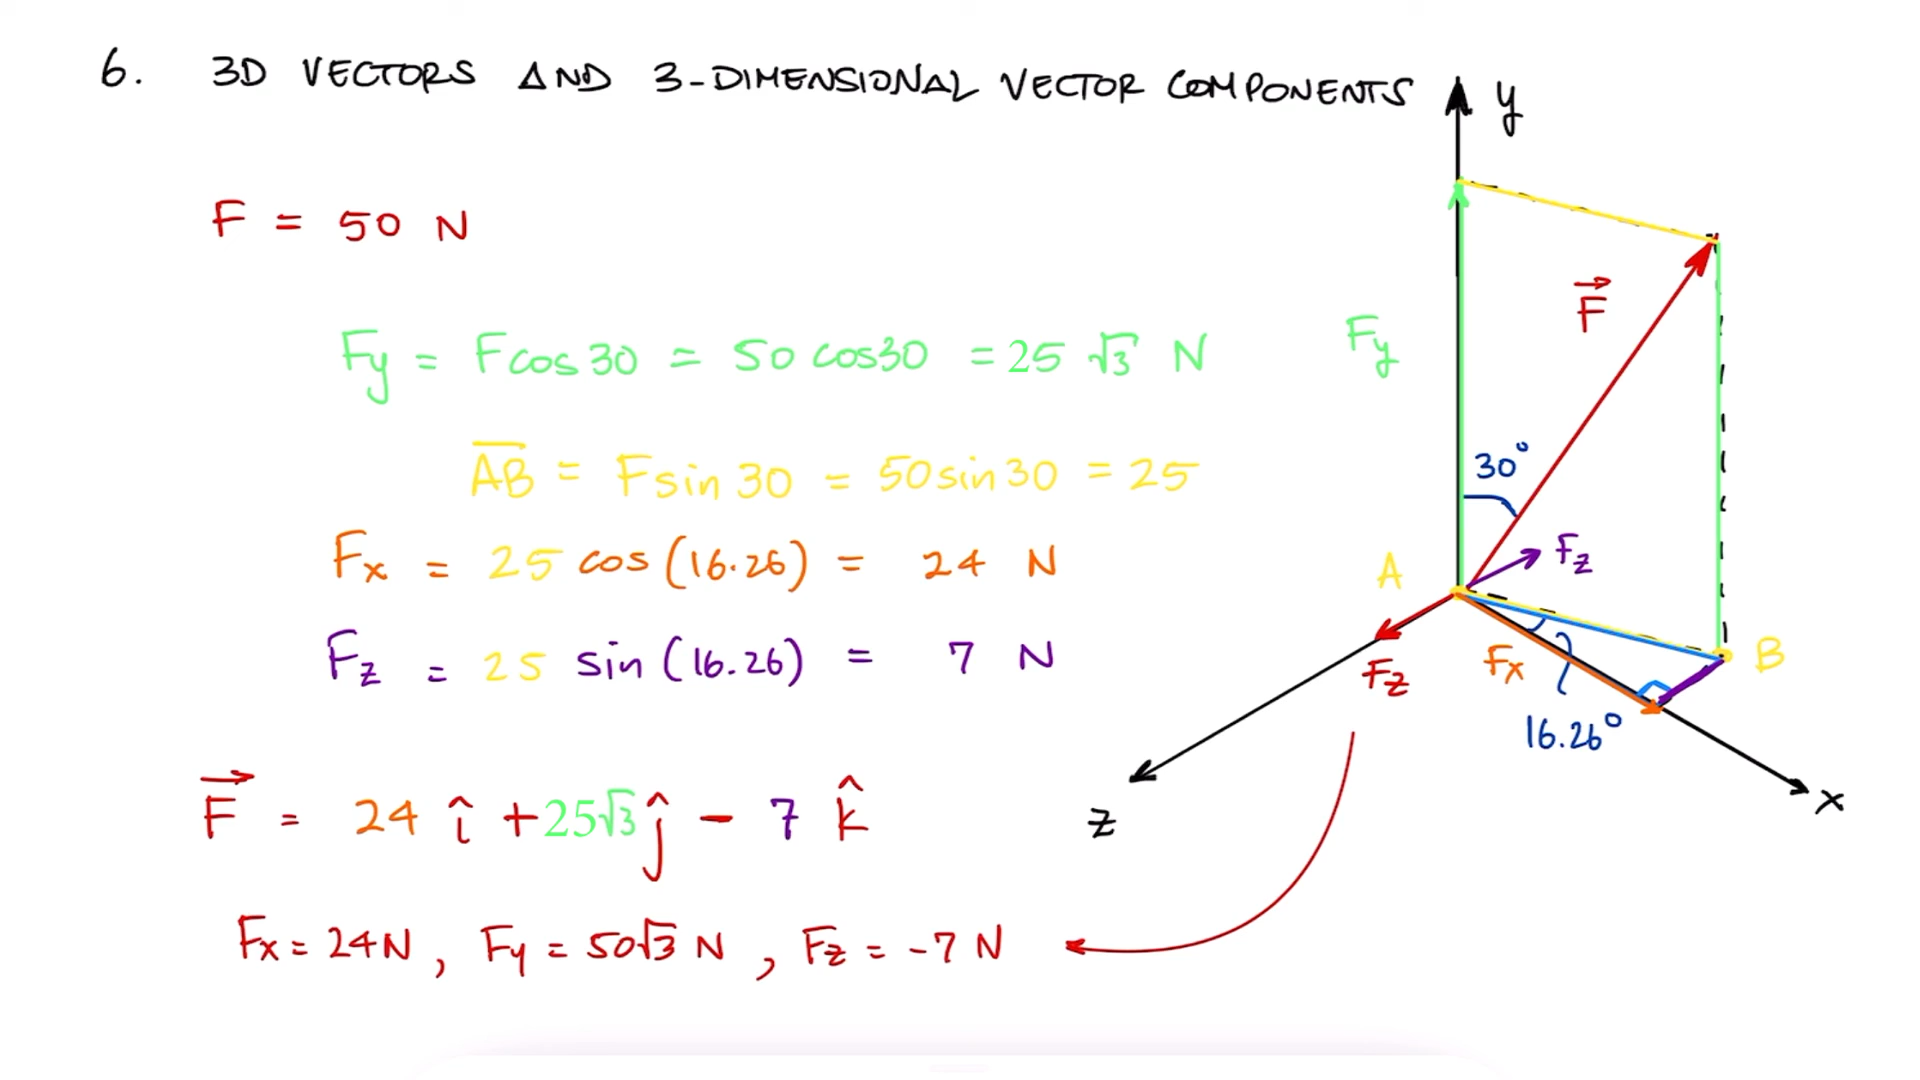 6. 3D VECTORS AND 3-DIMENSIONAL VECTOR COMPONENTS
F = 50 N
Fy = Fcos30 = 50 cos30 = 25 √3 N
A̅B̅ = Fsin30 = 50sin30 = 25
Fx = 25 cos (16.26) = 24 N
Fz = 25 sin (16.26) = 7 N
F⃗ = 24 î + 25√3 ĵ - 7 k̂
Fx = 24N, Fy = 50√3 N, Fz = -7 N
y
F⃗
Fy
30°
Fz
A
B
Fx
Fz
16.26°
x
z